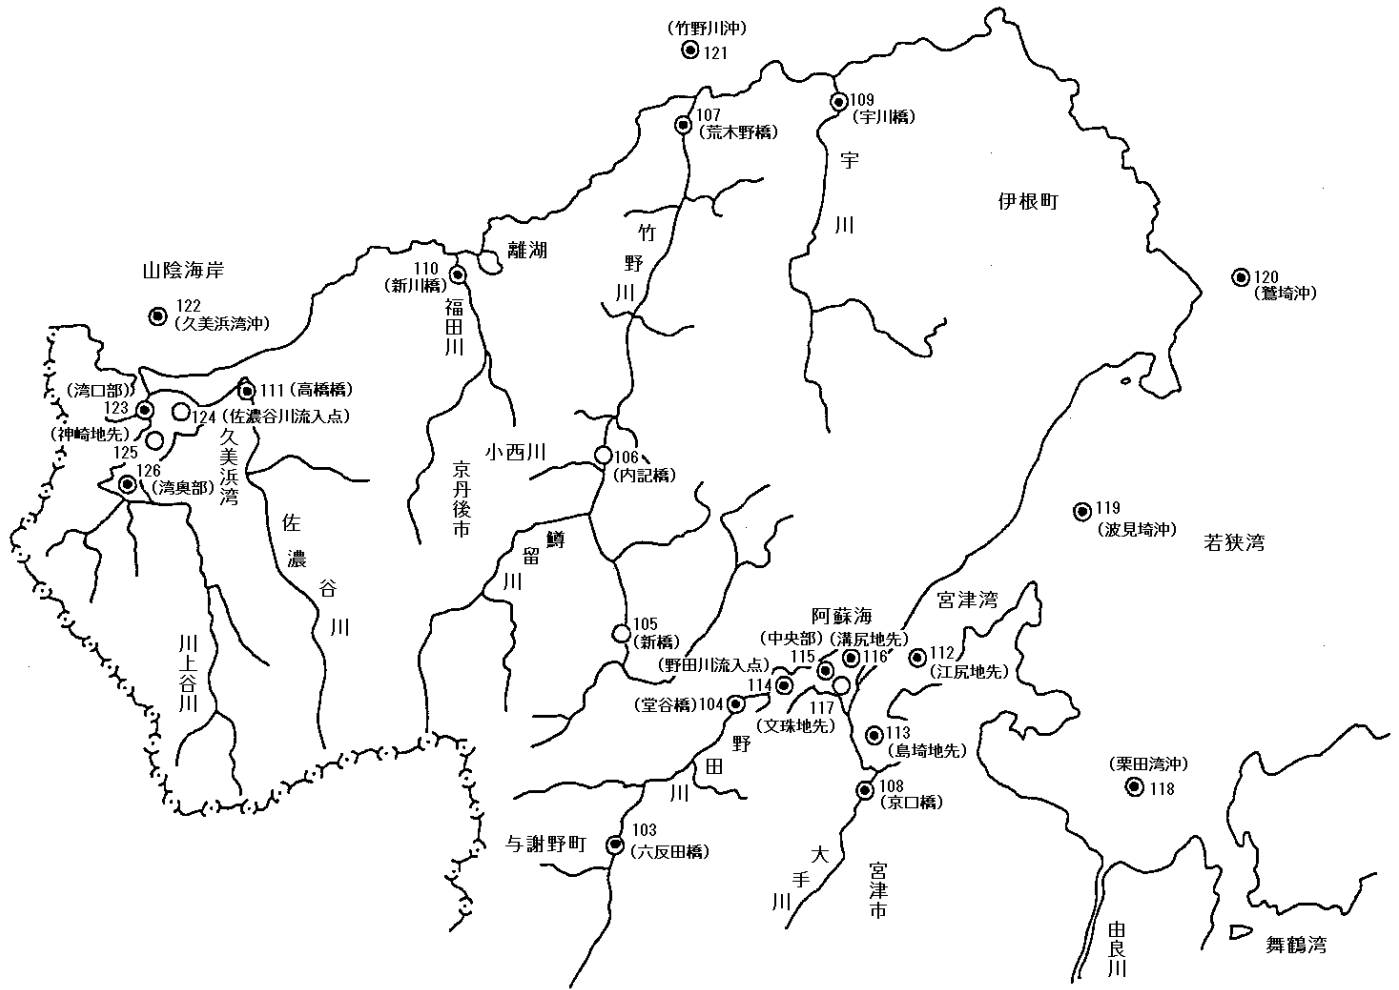 (竹野川沖)
121
109
(宇川橋)
107
(荒木野橋)
宇川
伊根町
竹野川
離湖
山陰海岸
110
(新川橋)
120
(鷲埼沖)
122
(久美浜湾沖)
福田川
(湾口部)
123
111(高橋橋)
124(佐濃谷川流入点)
(神崎地先)
125
久美浜湾
126
(湾奥部)
小西川
106
(内記橋)
京丹後市
119
(波見埼沖)
若狭湾
佐濃谷川
鱒留川
宮津湾
阿蘇海
105
(新橋)
(中央部)
115
(溝尻地先)
116
112
(江尻地先)
(野田川流入点)
114
川上谷川
(堂谷橋)104
117
(文珠地先)
113
(島埼地先)
野田川
(栗田湾沖)
118
108
(京口橋)
103
(六反田橋)
与謝野町
大手川
宮津市
由良川
舞鶴湾